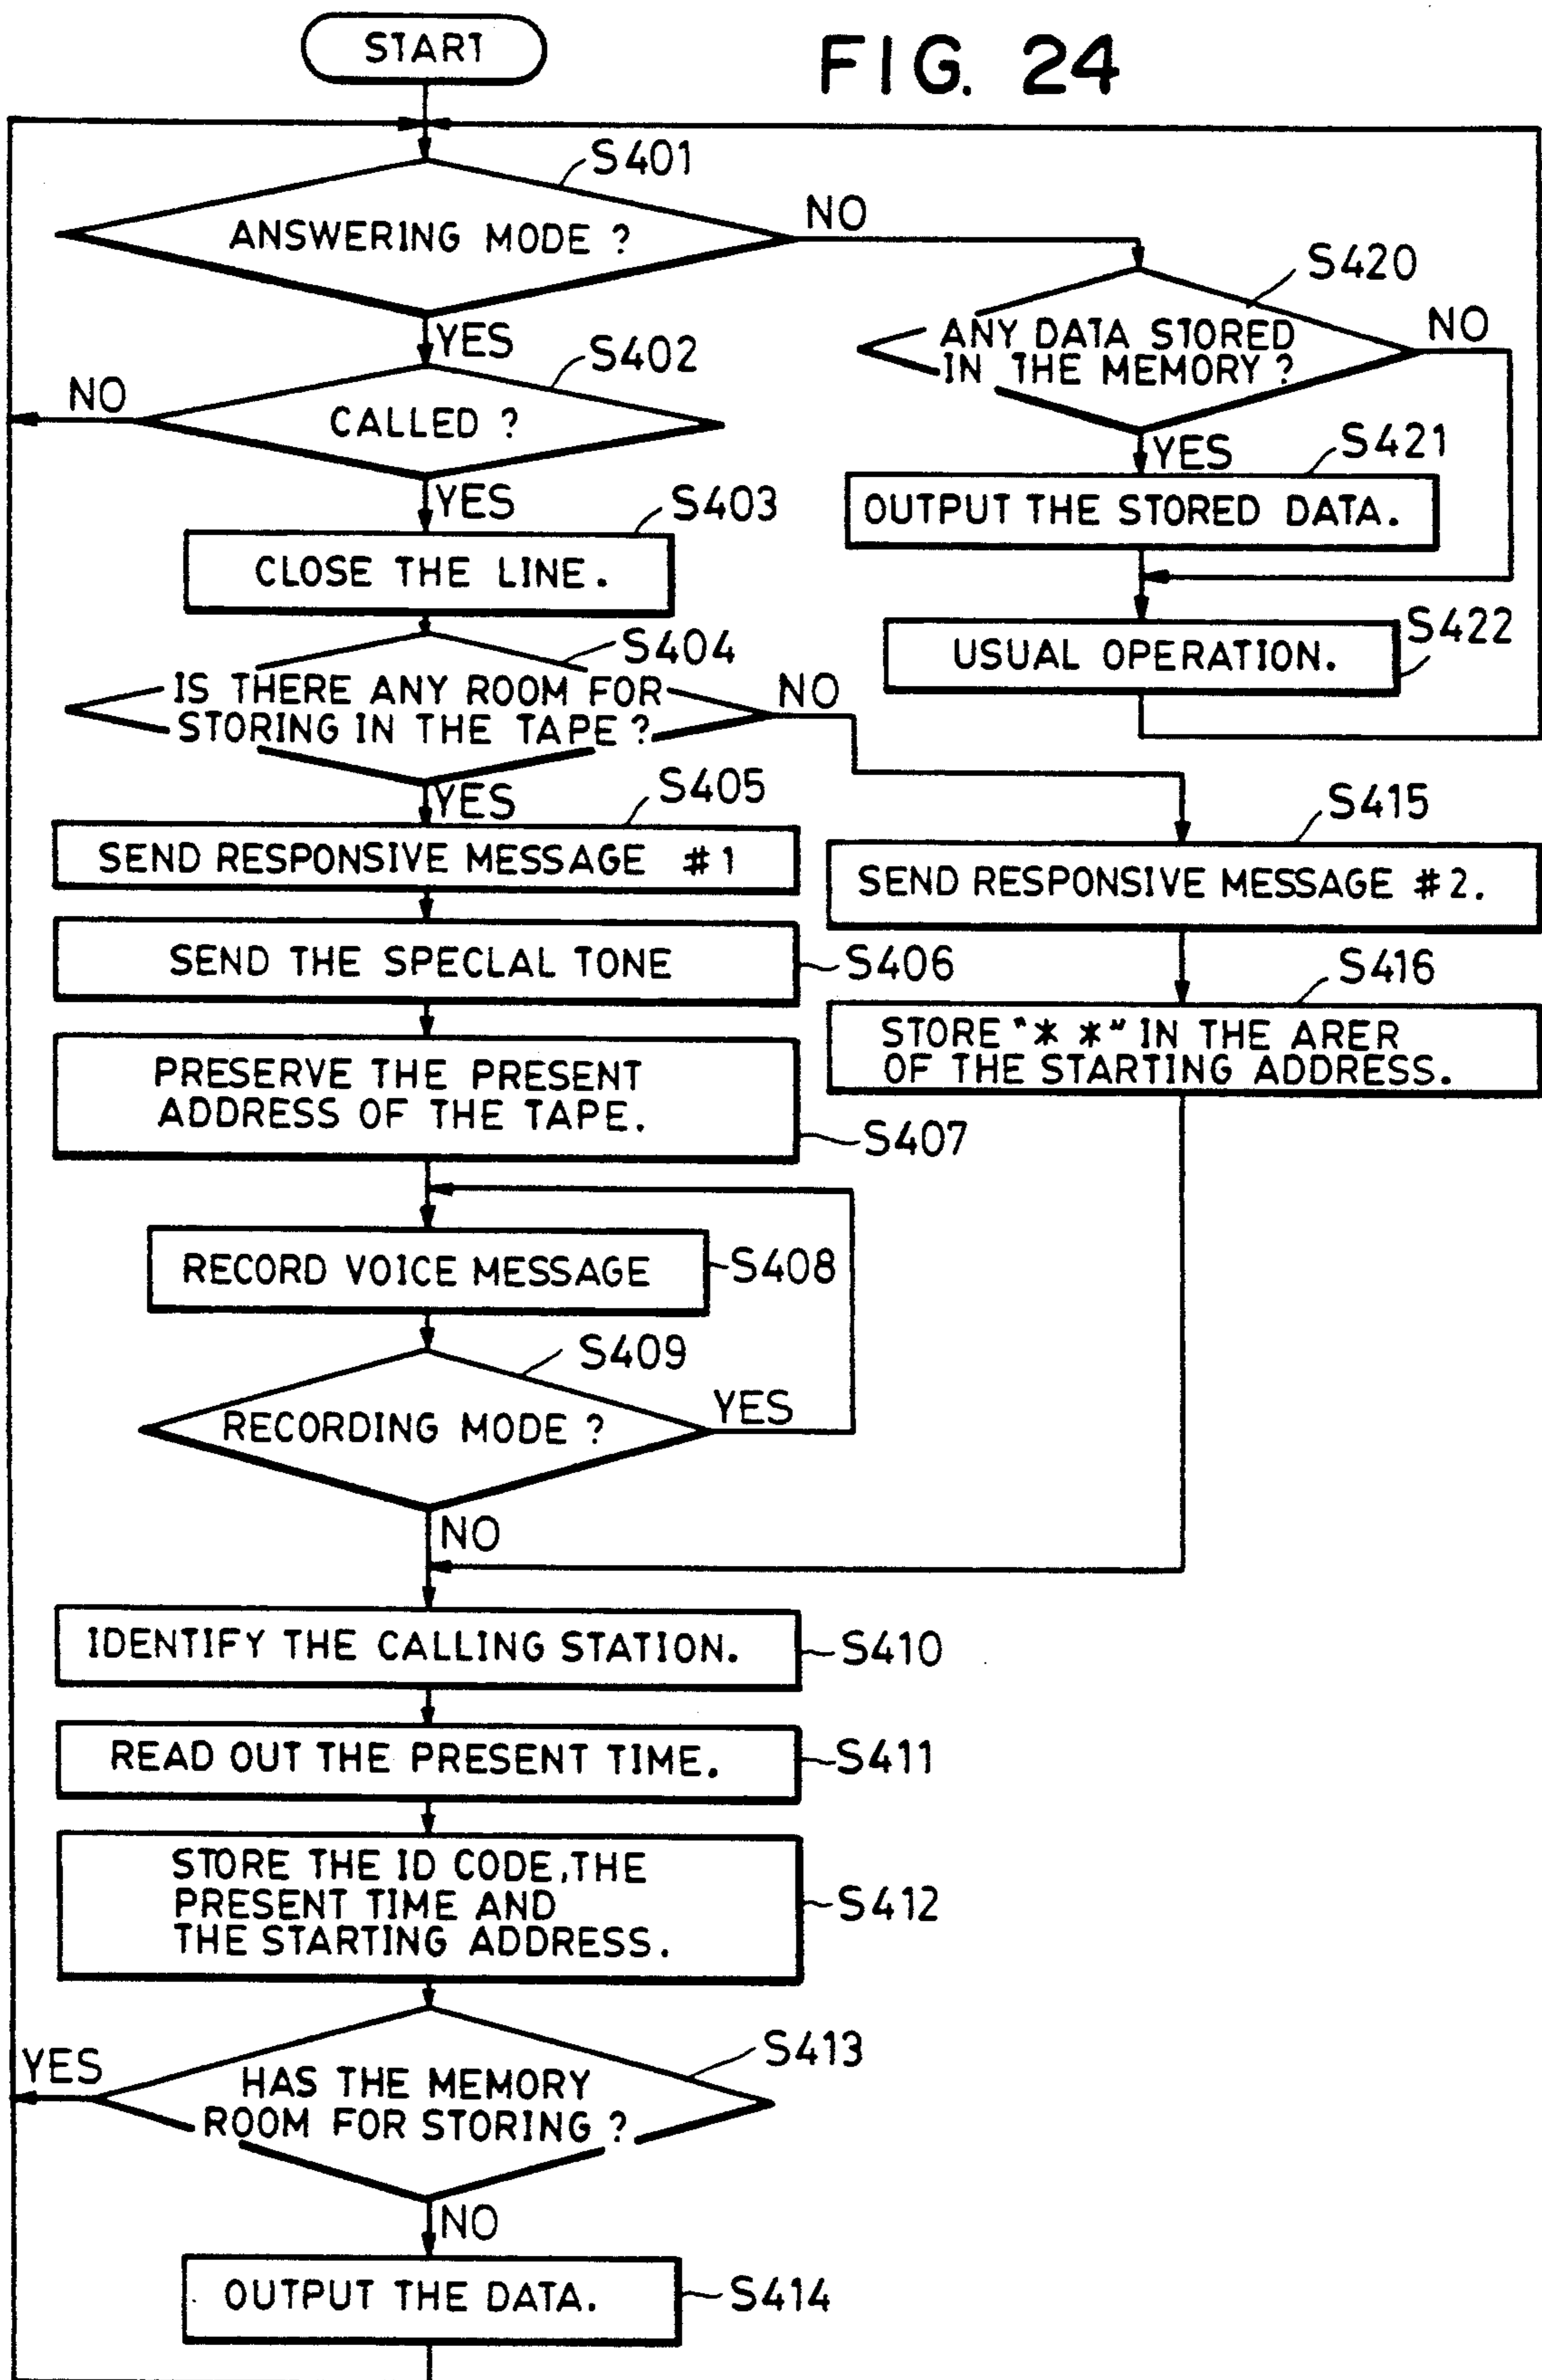 START
FIG. 24
S401
ANSWERING MODE ?
NO
S420
YES
ANY DATA STORED
IN THE MEMORY ?
NO
S402
NO
CALLED ?
YES
S421
YES
S403
OUTPUT THE STORED DATA.
CLOSE THE LINE.
S404
S422
USUAL OPERATION.
IS THERE ANY ROOM FOR
STORING IN THE TAPE ?
NO
YES
S405
S415
SEND RESPONSIVE MESSAGE #1
SEND RESPONSIVE MESSAGE #2.
SEND THE SPECLAL TONE
S406
S416
STORE "* *" IN THE ARER
OF THE STARTING ADDRESS.
PRESERVE THE PRESENT
ADDRESS OF THE TAPE.
S407
RECORD VOICE MESSAGE
S408
S409
RECORDING MODE ?
YES
NO
IDENTIFY THE CALLING STATION.
S410
READ OUT THE PRESENT TIME.
S411
STORE THE ID CODE, THE
PRESENT TIME AND
THE STARTING ADDRESS.
S412
S413
YES
HAS THE MEMORY
ROOM FOR STORING ?
NO
OUTPUT THE DATA.
S414